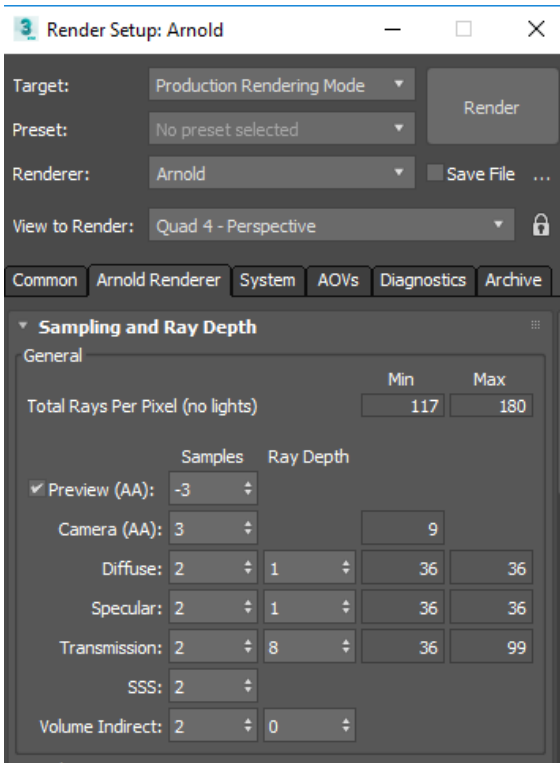 Render Setup: Arnold
Target: Production Rendering Mode
Render
Preset: No preset selected
Renderer: Arnold Save File ...
View to Render: Quad 4 - Perspective
Common Arnold Renderer System AOVs Diagnostics Archive
Sampling and Ray Depth
General
Min Max
Total Rays Per Pixel (no lights) 117 180
Samples Ray Depth
Preview (AA): -3
Camera (AA): 3 9
Diffuse: 2 1 36 36
Specular: 2 1 36 36
Transmission: 2 8 36 99
SSS: 2
Volume Indirect: 2 0